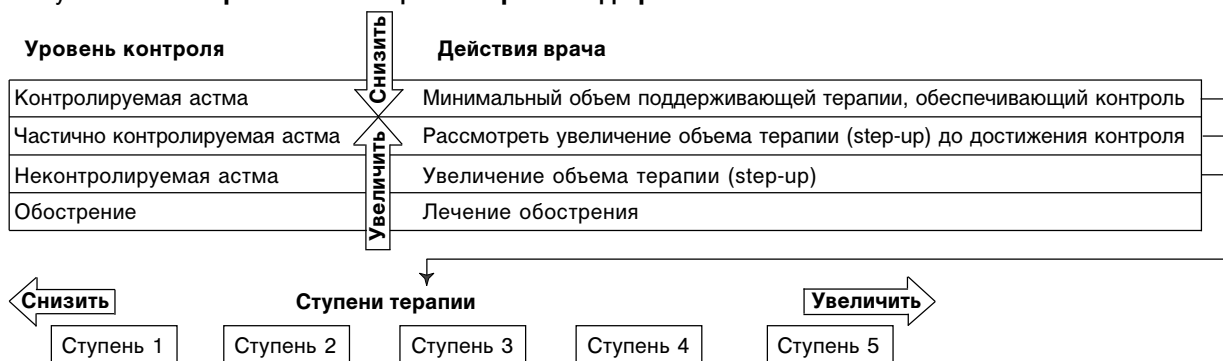 Уровень контроля Снизить Действия врача
Контролируемая астма Минимальный объем поддерживающей терапии, обеспечивающий контроль
Частично контролируемая астма Рассмотреть увеличение объема терапии (step-up) до достижения контроля
Неконтролируемая астма Увеличить Увеличение объема терапии (step-up)
Обострение Лечение обострения
Снизить Ступени терапии Увеличить
Ступень 1 Ступень 2 Ступень 3 Ступень 4 Ступень 5